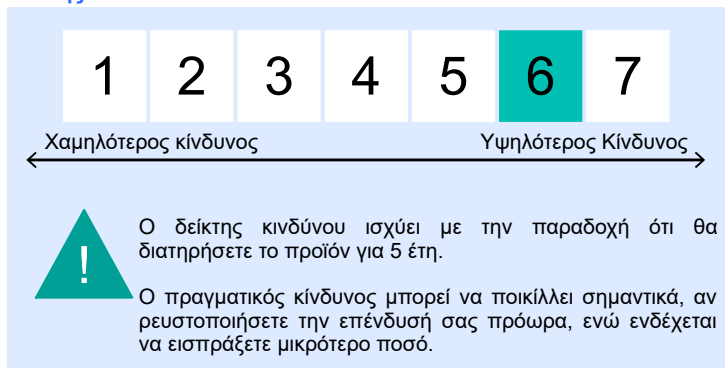 1 2 3 4 5 6 7
Χαμηλότερος κίνδυνος Υψηλότερος Κίνδυνος
!
Ο δείκτης κινδύνου ισχύει με την παραδοχή ότι θα
διατηρήσετε το προϊόν για 5 έτη.
Ο πραγματικός κίνδυνος μπορεί να ποικίλλει σημαντικά, αν
ρευστοποιήσετε την επένδυσή σας πρόωρα, ενώ ενδέχεται
να εισπράξετε μικρότερο ποσό.